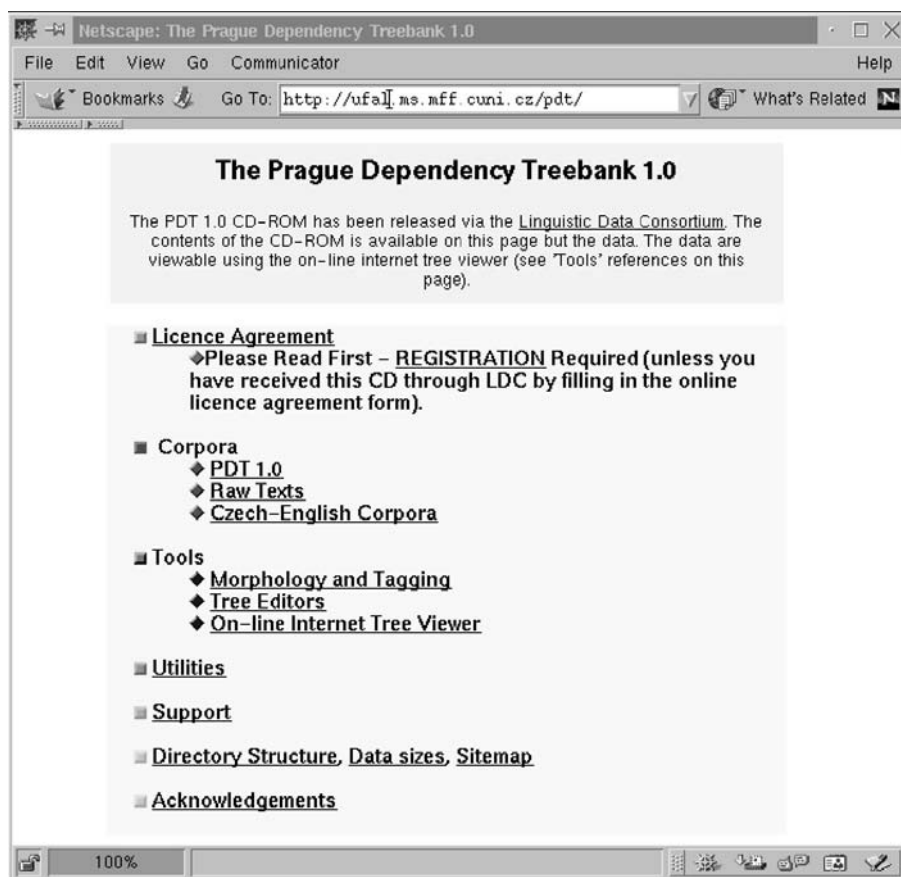 Netscape: The Prague Dependency Treebank 1.0
File Edit View Go Communicator Help
Bookmarks Go To: http://ufal.ms.mff.cuni.cz/pdt/ What's Related N
The Prague Dependency Treebank 1.0
The PDT 1.0 CD-ROM has been released via the Linguistic Data Consortium. The
contents of the CD-ROM is available on this page but the data. The data are
viewable using the on-line internet tree viewer (see 'Tools' references on this
page).
Licence Agreement
Please Read First - REGISTRATION Required (unless you
have received this CD through LDC by filling in the online
licence agreement form).
Corpora
PDT 1.0
Raw Texts
Czech-English Corpora
Tools
Morphology and Tagging
Tree Editors
On-line Internet Tree Viewer
Utilities
Support
Directory Structure, Data sizes, Sitemap
Acknowledgements
100%